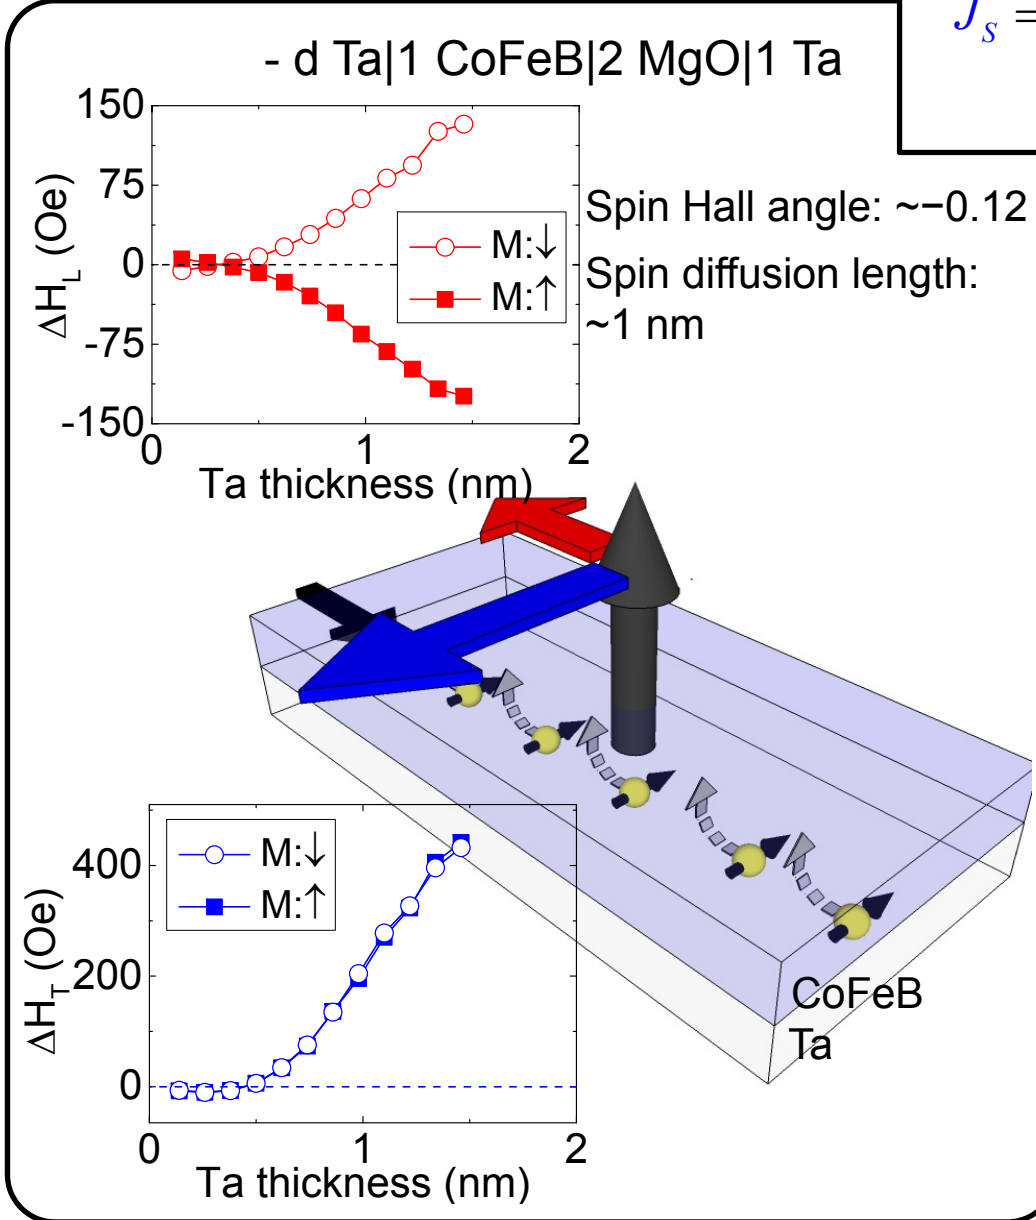 J_s =
- d Ta|1 CoFeB|2 MgO|1 Ta
150
75
0
-75
-150
ΔH_L (Oe)
M:↓
M:↑
0 1 2
Ta thickness (nm)
Spin Hall angle: ~−0.12
Spin diffusion length:
~1 nm
400
200
0
ΔH_T (Oe)
M:↓
M:↑
0 1 2
Ta thickness (nm)
CoFeB
Ta